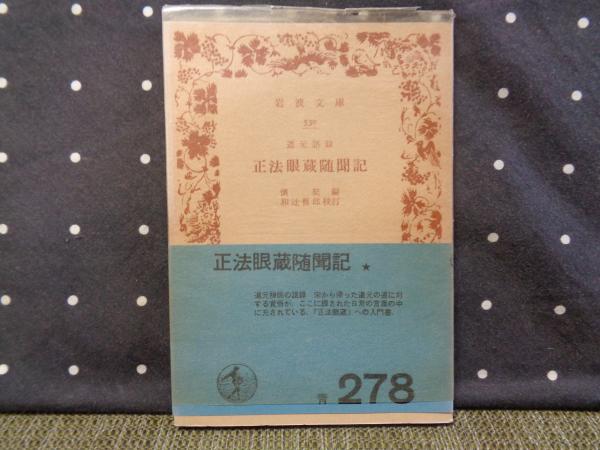 岩波文庫
539
道元語録
正法眼蔵随聞記
懐奘編
和辻哲郎校訂
正法眼蔵随聞記 ★
道元禅師の語録 宋から帰った道元の道に対
する覚悟が、ここに録された日常の言葉の中
に充されている。『正法眼蔵』への入門書．
青 278